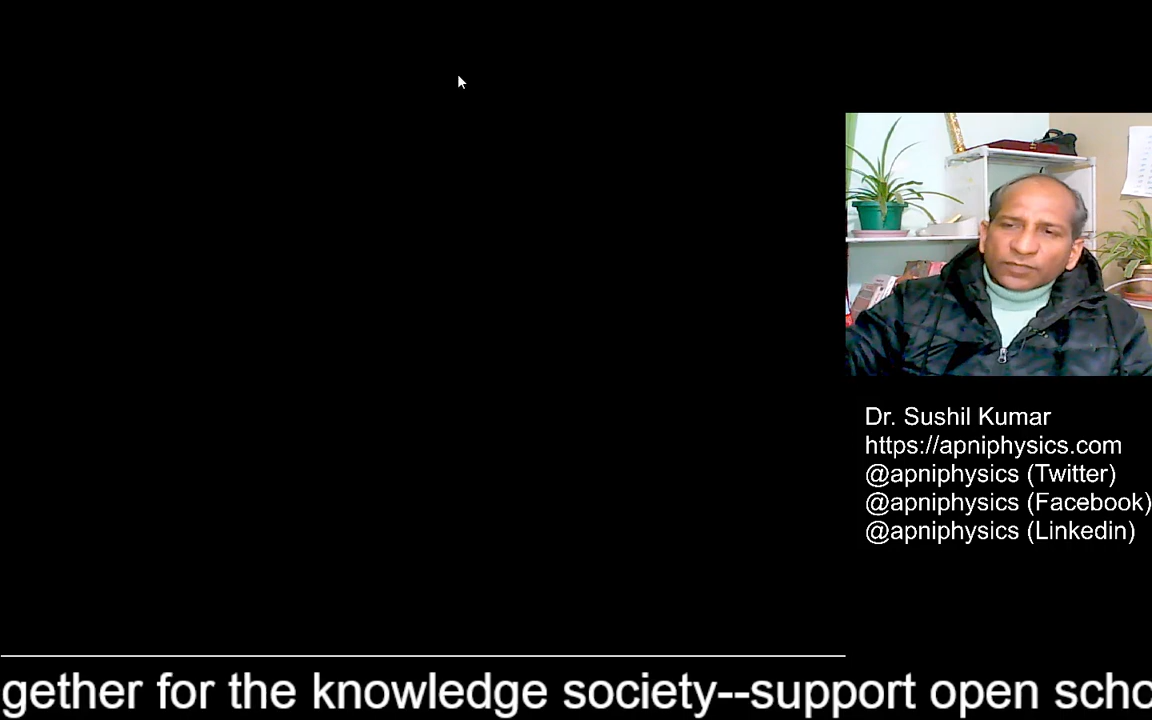 Dr. Sushil Kumar
https://apniphysics.com
@apniphysics (Twitter)
@apniphysics (Facebook)
@apniphysics (Linkedin)
gether for the knowledge society--support open scho